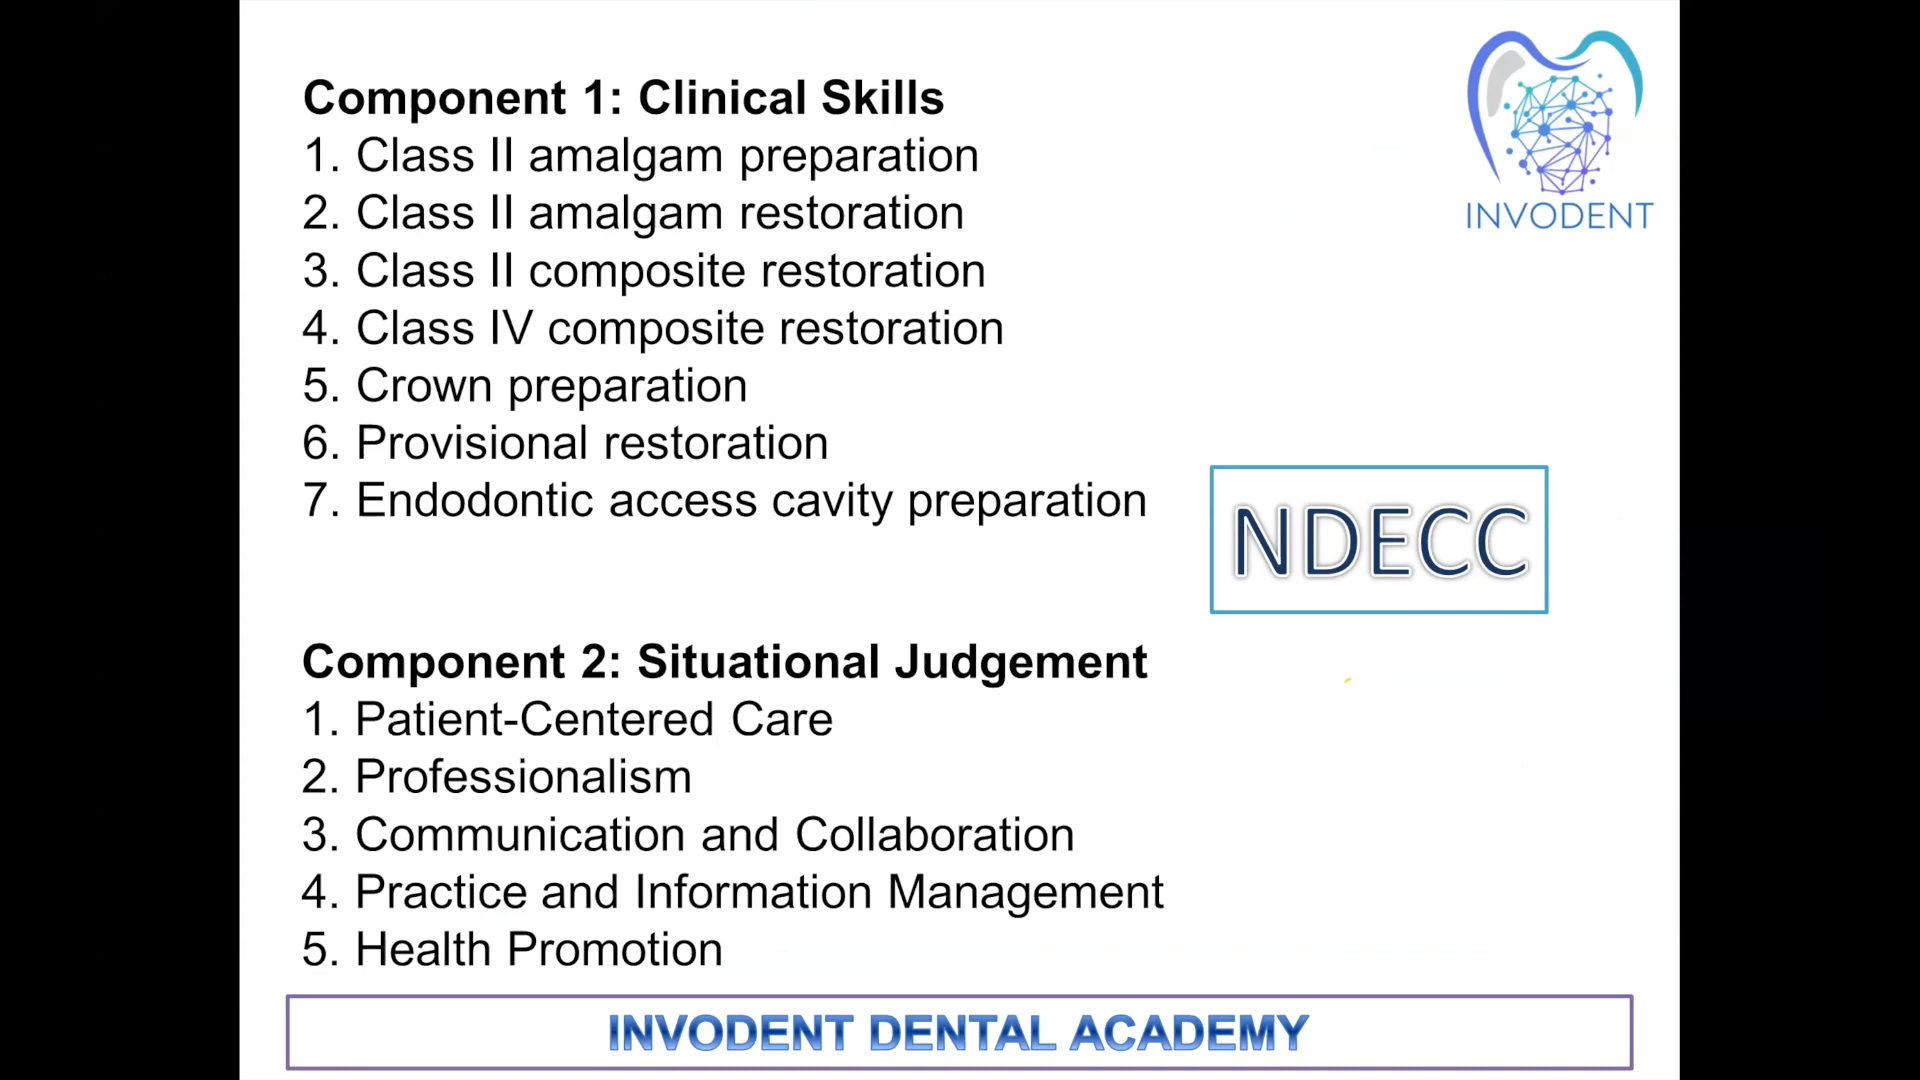 Component 1: Clinical Skills
1. Class II amalgam preparation
2. Class II amalgam restoration
3. Class II composite restoration
4. Class IV composite restoration
5. Crown preparation
6. Provisional restoration
7. Endodontic access cavity preparation
INVODENT
NDECC
Component 2: Situational Judgement
1. Patient-Centered Care
2. Professionalism
3. Communication and Collaboration
4. Practice and Information Management
5. Health Promotion
INVODENT DENTAL ACADEMY